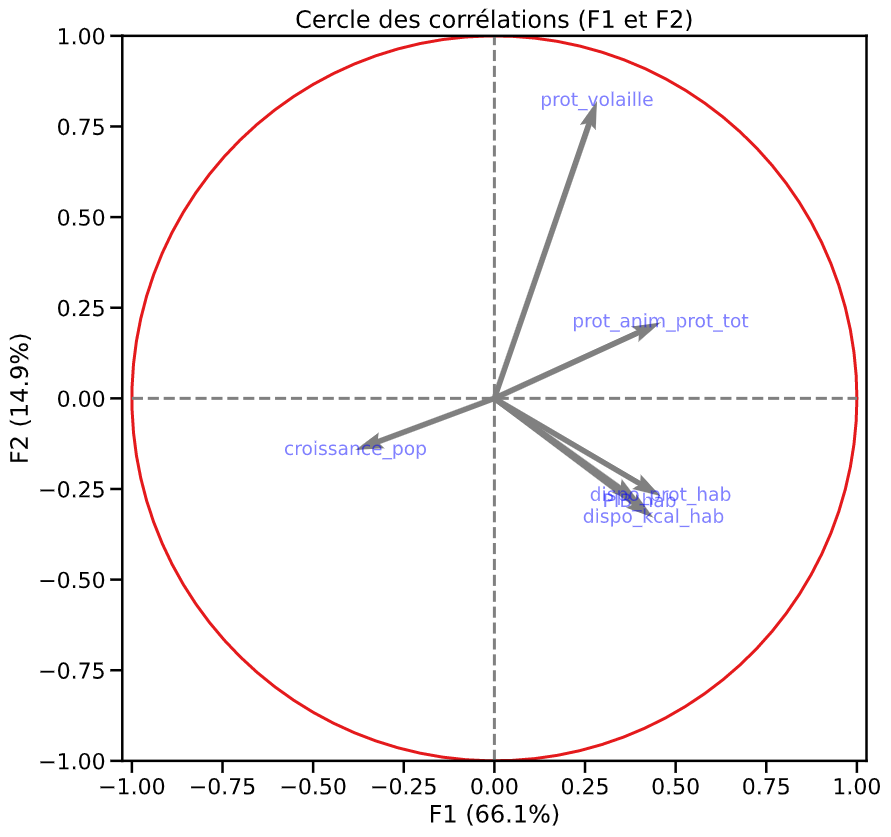 Cercle des corrélations (F1 et F2)
1.00
0.75
0.50
0.25
0.00
−0.25
−0.50
−0.75
−1.00
F2 (14.9%)
prot_volaille
prot_anim_prot_tot
croissance_pop
dispo_prot_hab
PIB_hab
dispo_kcal_hab
−1.00 −0.75 −0.50 −0.25 0.00 0.25 0.50 0.75 1.00
F1 (66.1%)